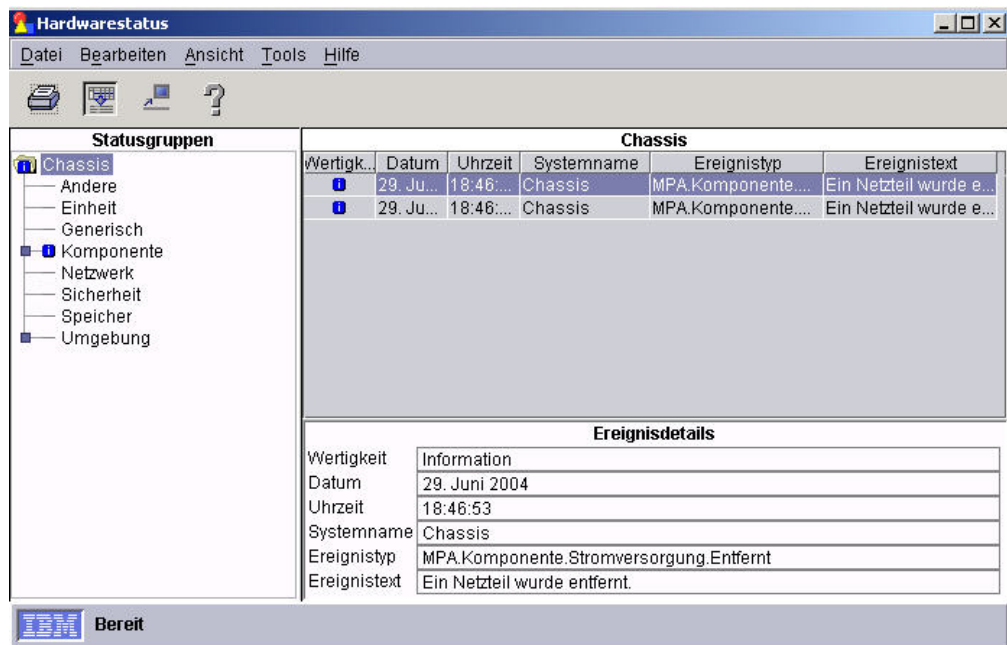 Hardwarestatus
Datei Bearbeiten Ansicht Tools Hilfe
Statusgruppen
Chassis
Andere
Einheit
Generisch
Komponente
Netzwerk
Sicherheit
Speicher
Umgebung
Chassis
Wertigk... Datum Uhrzeit Systemname Ereignistyp Ereignistext
29. Ju... 18:46:... Chassis MPA.Komponente.... Ein Netzteil wurde e...
29. Ju... 18:46:... Chassis MPA.Komponente.... Ein Netzteil wurde e...
Ereignisdetails
Wertigkeit Information
Datum 29. Juni 2004
Uhrzeit 18:46:53
Systemname Chassis
Ereignistyp MPA.Komponente.Stromversorgung.Entfernt
Ereignistext Ein Netzteil wurde entfernt.
IBM Bereit